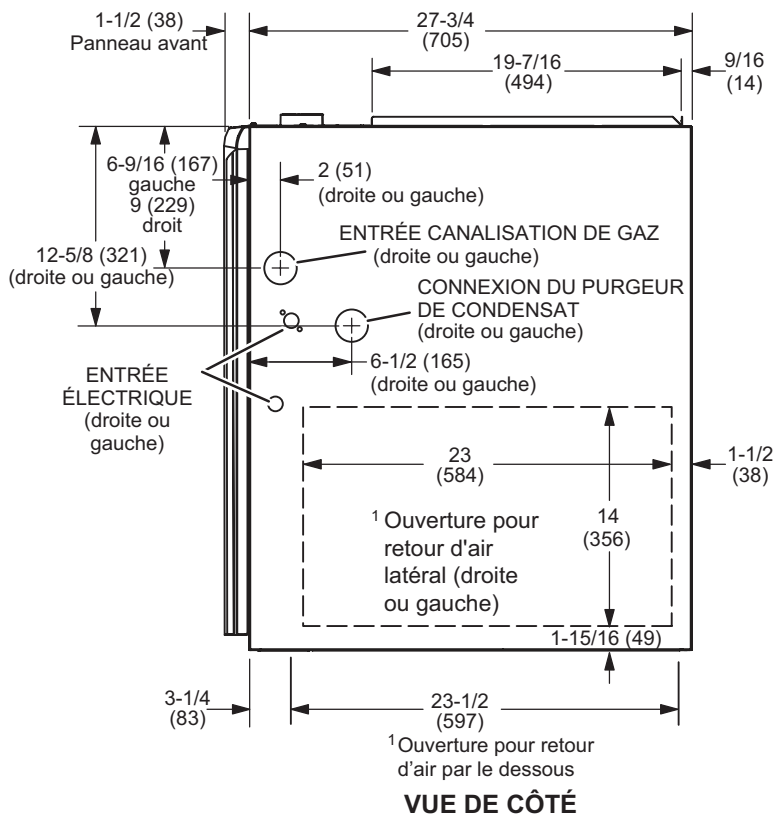 1-1/2 (38)
Panneau avant
27-3/4
(705)
19-7/16
(494)
9/16
(14)
6-9/16 (167)
gauche
9 (229)
droit
2 (51)
(droite ou gauche)
12-5/8 (321)
(droite ou gauche)
ENTRÉE CANALISATION DE GAZ
(droite ou gauche)
CONNEXION DU PURGEUR
DE CONDENSAT
(droite ou gauche)
6-1/2 (165)
(droite ou gauche)
ENTRÉE
ÉLECTRIQUE
(droite ou
gauche)
23
(584)
1-1/2
(38)
14
(356)
1 Ouverture pour
retour d'air
latéral (droite
ou gauche)
1-15/16 (49)
3-1/4
(83)
23-1/2
(597)
1 Ouverture pour retour
d'air par le dessous
VUE DE CÔTÉ